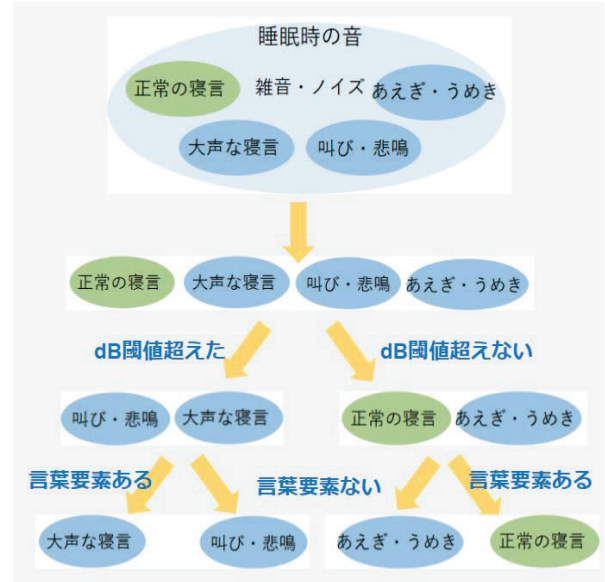 睡眠時の音
正常の寝言 雑音・ノイズ あえぎ・うめき
大声な寝言 叫び・悲鳴
正常の寝言 大声な寝言 叫び・悲鳴 あえぎ・うめき
dB閾値超えた dB閾値超えない
叫び・悲鳴 大声な寝言 正常の寝言 あえぎ・うめき
言葉要素ある 言葉要素ない 言葉要素ある
大声な寝言 叫び・悲鳴 あえぎ・うめき 正常の寝言